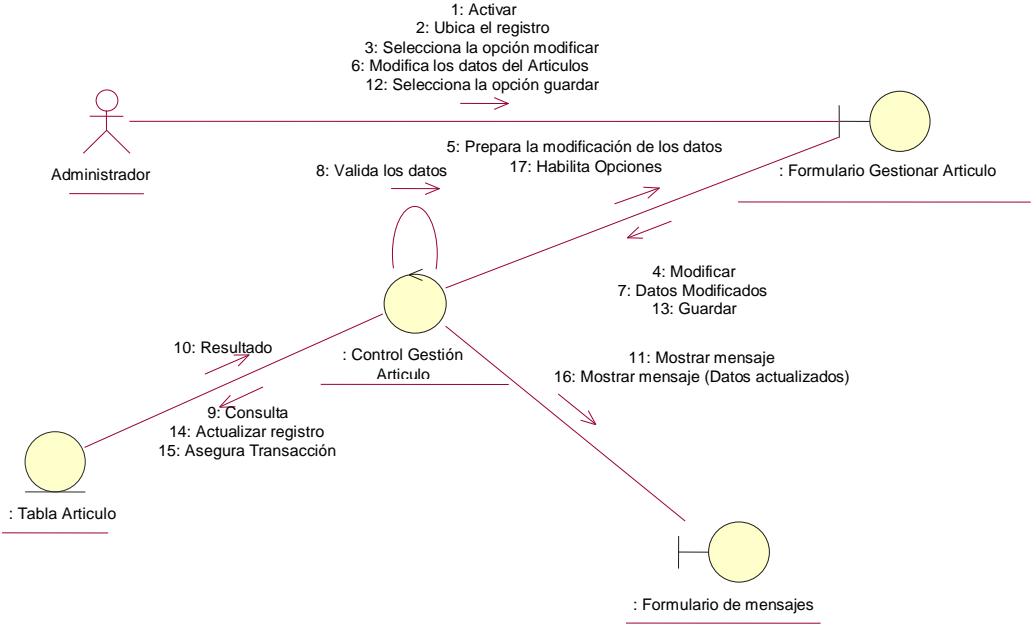 1: Activar
2: Ubica el registro
3: Selecciona la opción modificar
6: Modifica los datos del Articulos
12: Selecciona la opción guardar
Administrador
: Formulario Gestionar Articulo
5: Prepara la modificación de los datos
17: Habilita Opciones
8: Valida los datos
4: Modificar
7: Datos Modificados
13: Guardar
: Control Gestión
Articulo
10: Resultado
9: Consulta
14: Actualizar registro
15: Asegura Transacción
11: Mostrar mensaje
16: Mostrar mensaje (Datos actualizados)
: Tabla Articulo
: Formulario de mensajes